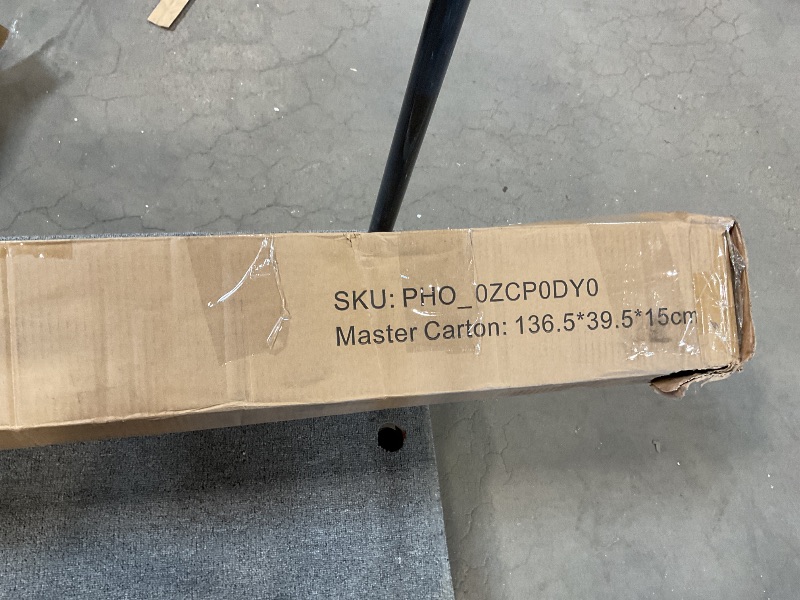 SKU: PHO_0ZCP0DY0
Master Carton: 136.5*39.5*15cm